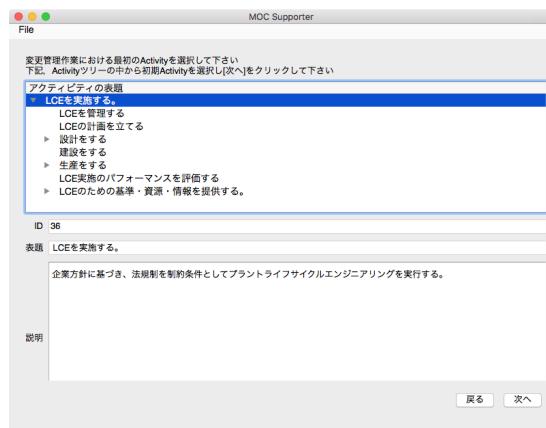 MOC Supporter
File
変更管理作業における最初のActivityを選択して下さい
下記，Activityツリーの中から初期Activityを選択し[次へ]をクリックして下さい
アクティビティの表題
LCEを実施する。
LCEを管理する
LCEの計画を立てる
設計をする
建設をする
生産をする
LCE実施のパフォーマンスを評価する
LCEのための基準・資源・情報を提供する。
ID 36
表題 LCEを実施する。
企業方針に基づき、法規制を制約条件としてプラントライフサイクルエンジニアリングを実行する。
説明
戻る 次へ